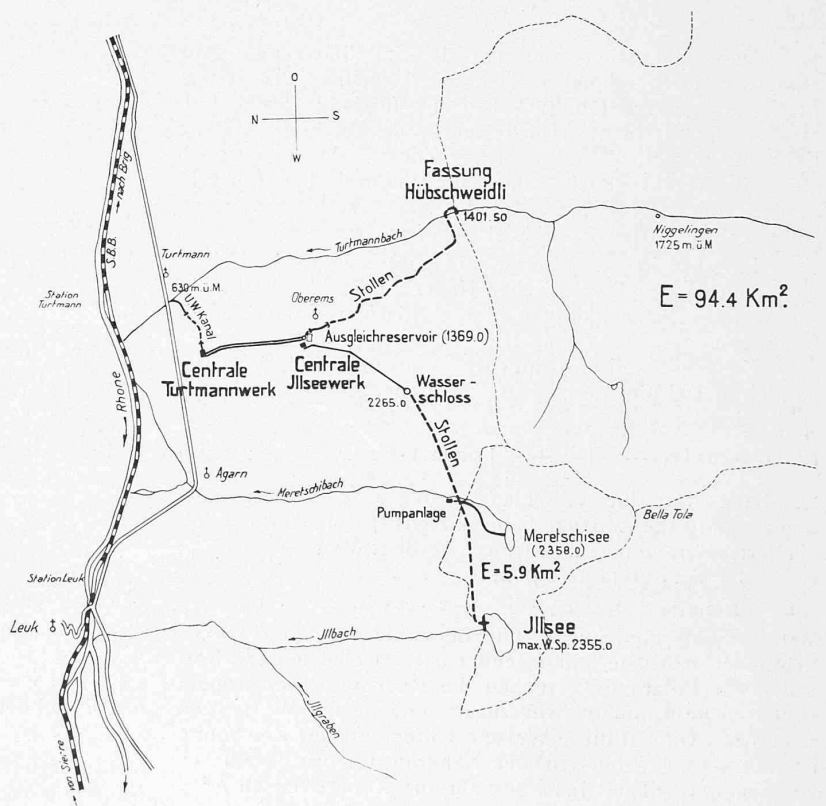 O
N
S
W
Fassung
Hübschweidli
1401.50
Niggelingen
1725 m.ü.M
E = 94.4 Km².
nach Brig
S.B.B.
Turtmann
630 m.ü.M.
Station
Turtmann
U W Kanal
Turtmannbach
Stollen
Oberems
Ausgleichreservoir (1369.0)
Centrale
Turtmannwerk
Centrale
Jllseewerk
Wasser-
schloss
2265.0
Stollen
Rhone
Agarn
Meretschibach
Pumpanlage
Meretschisee
(2358.0)
Bella Tola
E = 5.9 Km².
Station Leuk
Leuk
Jllbach
Jllsee
max.W.Sp. 2355.0
Jllgraben
von Sierre